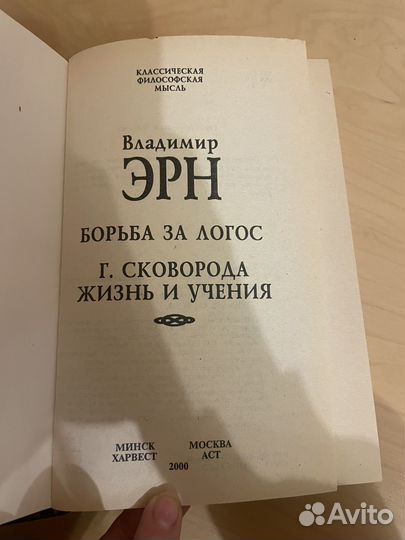 КЛАССИЧЕСКАЯ
ФИЛОСОФСКАЯ
МЫСЛЬ
Владимир
ЭРН
БОРЬБА ЗА ЛОГОС
Г. СКОВОРОДА
ЖИЗНЬ И УЧЕНИЯ
МИНСК МОСКВА
ХАРВЕСТ АСТ
2000
Avito